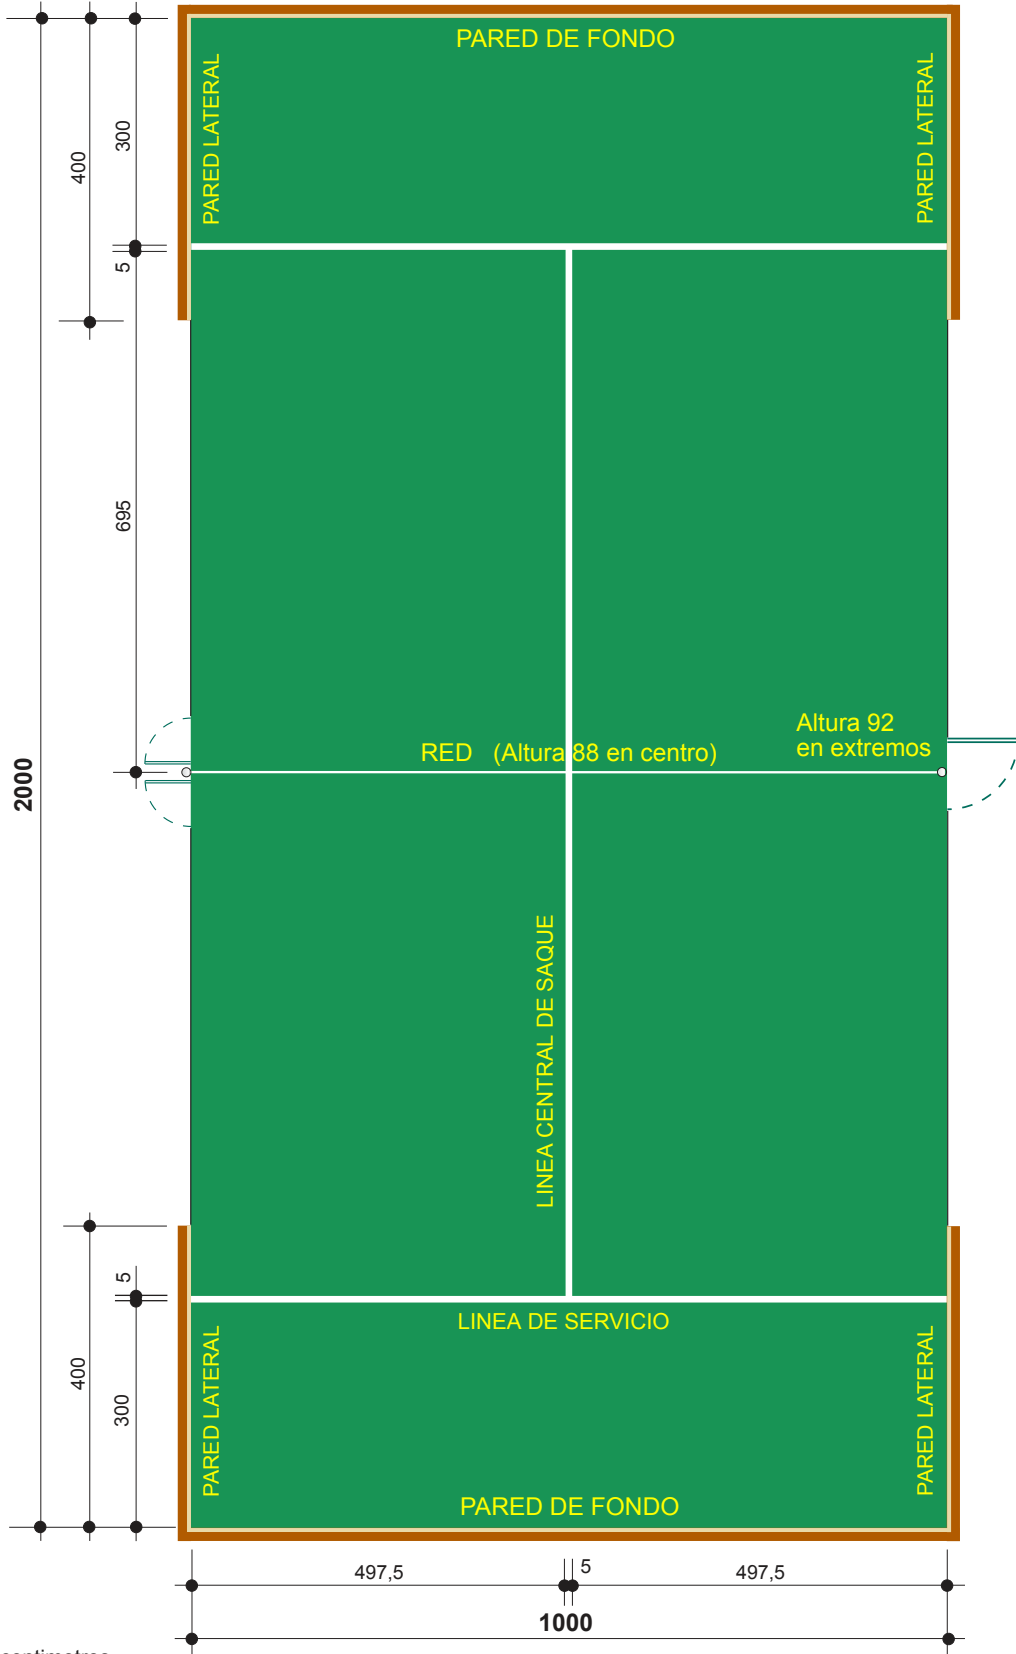 PARED DE FONDO
PARED LATERAL
PARED LATERAL
300
400
5
695
Altura 92
en extremos
RED (Altura 88 en centro)
2000
LINEA CENTRAL DE SAQUE
5
LINEA DE SERVICIO
400
300
PARED LATERAL
PARED LATERAL
PARED DE FONDO
497,5
5
497,5
1000